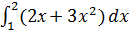 ∫₁²(2x + 3x²) dx